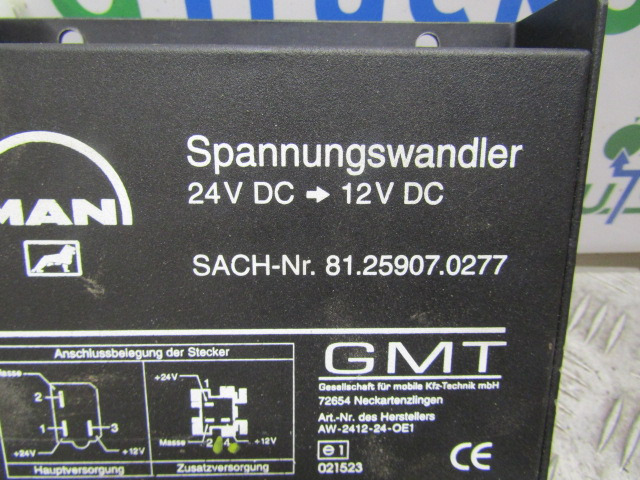 MAN
Spannungswandler
24V DC → 12V DC
SACH-Nr. 81.25907.0277
Anschlussbelegung der Stecker
Masse
2
1
3
+24V
+12V
Hauptversorgung
+24V
1
Masse
2
4
+12V
Zusatzversorgung
GMT
Gesellschaft für mobile Kfz-Technik mbH
72654 Neckartenzlingen
Art.-Nr. des Herstellers
AW-2412-24-OE1
e1
021523
CE